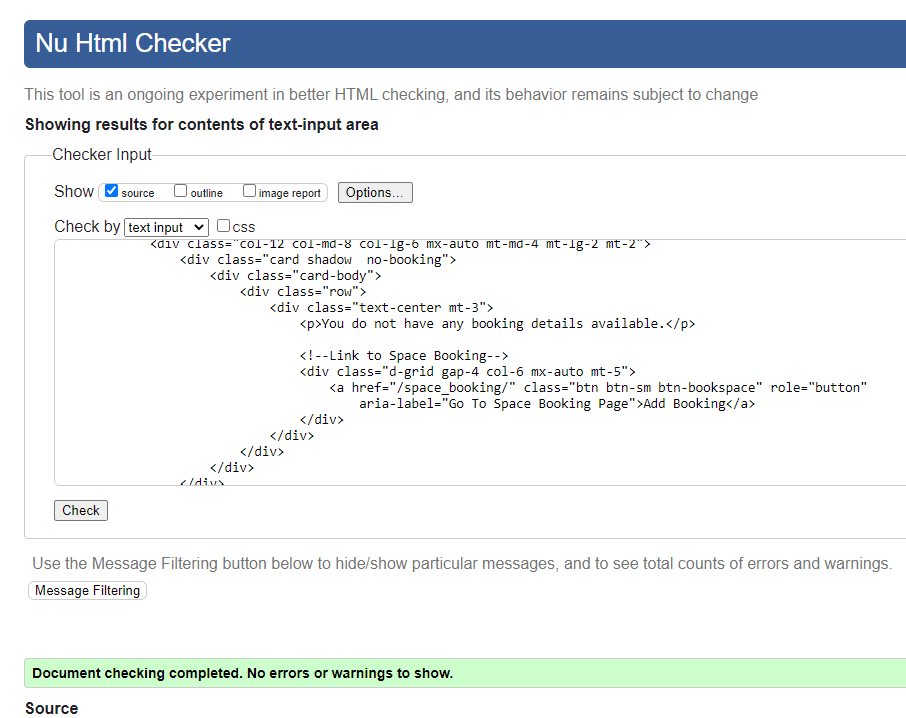 Nu Html Checker
This tool is an ongoing experiment in better HTML checking, and its behavior remains subject to change
Showing results for contents of text-input area
Checker Input
Show source outline image report Options...
Check by text input css
<div class="col-12 col-md-8 col-lg-6 mx-auto mt-md-4 mt-lg-2 mt-2">
<div class="card shadow  no-booking">
<div class="card-body">
<div class="row">
<div class="text-center mt-3">
<p>You do not have any booking details available.</p>
<!--Link to Space Booking-->
<div class="d-grid gap-4 col-6 mx-auto mt-5">
<a href="/space_booking/" class="btn btn-sm btn-bookspace" role="button"
aria-label="Go To Space Booking Page">Add Booking</a>
</div>
</div>
</div>
</div>
</div>
Check
Use the Message Filtering button below to hide/show particular messages, and to see total counts of errors and warnings.
Message Filtering
Document checking completed. No errors or warnings to show.
Source